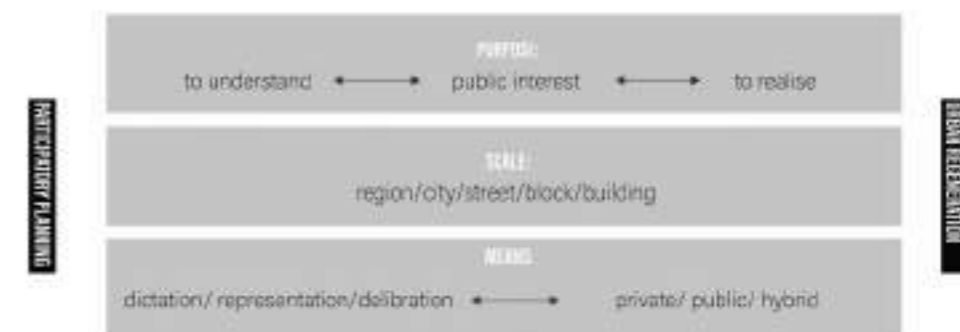 PARTICIPATORY PLANNING
PURPOSE:
to understand public interest to realise
SCALE:
region/city/street/block/building
MEANS:
dictation/ representation/delibration private/ public/ hybrid
URBAN REGENERATION